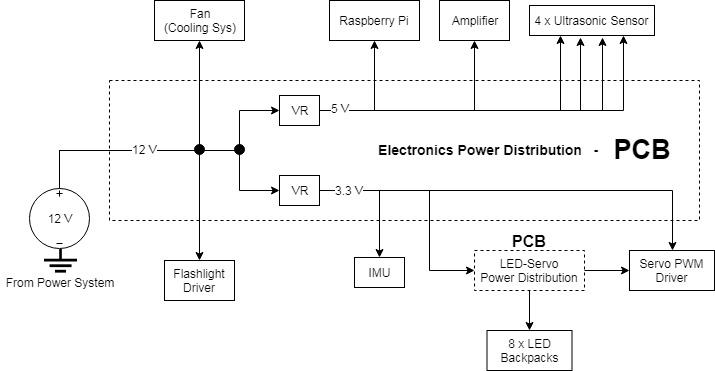 Fan
(Cooling Sys)
Raspberry Pi
Amplifier
4 x Ultrasonic Sensor
VR
5 V
12 V
Electronics Power Distribution - PCB
VR
3.3 V
+
12 V
−
From Power System
Flashlight
Driver
IMU
PCB
LED-Servo
Power Distribution
Servo PWM
Driver
8 x LED
Backpacks